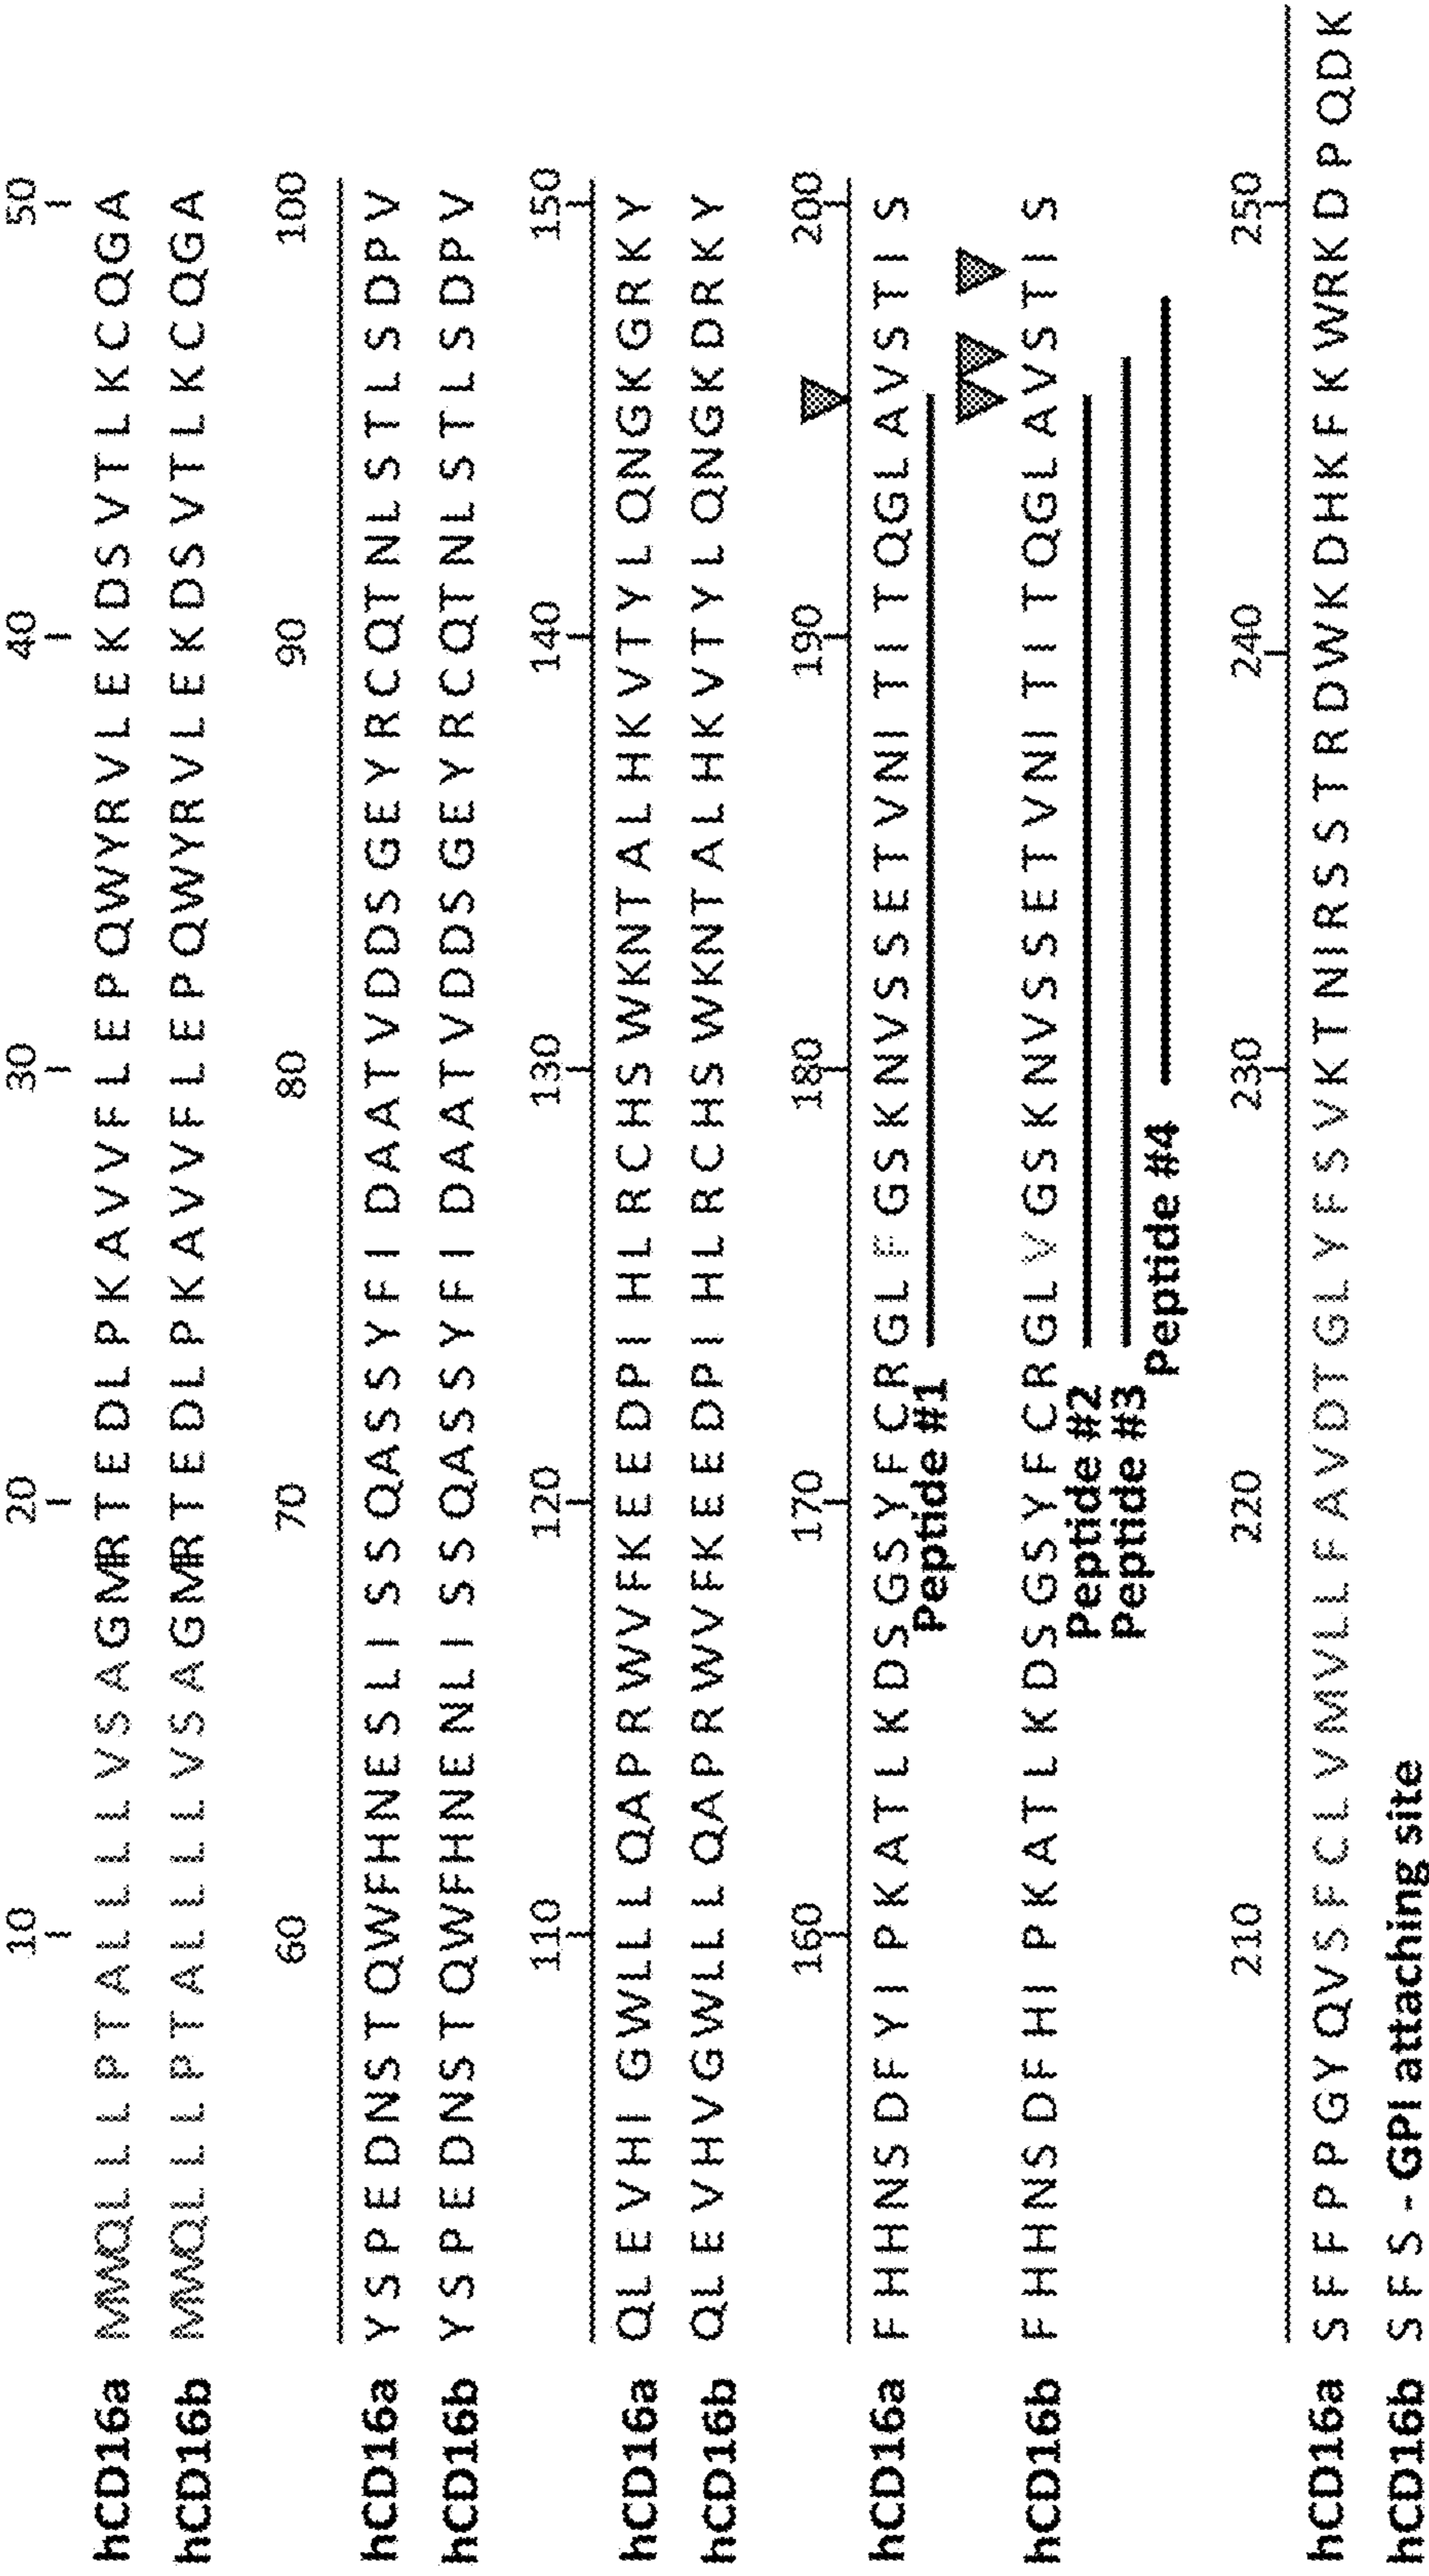 10 20 30 40 50
hCD16a MWQLLLPTALLLLVSAGMRTEDLPKAVVFLEPQWYRVLEKDSVTLKCQGA
hCD16b MWQLLLPTALLLLVSAGMRTEDLPKAVVFLEPQWYRVLEKDSVTLKCQGA
60 70 80 90 100
hCD16a YSPEDNSTQWFHNESLISSQASSYFIDAATVDDSGEYRCQTNLSTLSDPV
hCD16b YSPEDNSTQWFHNENLISSQASSYFIDAATVDDSGEYRCQTNLSTLSDPV
110 120 130 140 150
hCD16a QLEVHIGWLLLQAPRWVFKEEDPIHLRCHSWKNTALHKVTYLQNGKGRKY
hCD16b QLEVHVGWLLLQAPRWVFKEEDPIHLRCHSWKNTALHKVTYLQNGKDRKY
160 170 180 190 200
hCD16a FHHNSDFYIPKATLKDSGSYFCRGLFGSKNVSSETVNITITQGLAVSTIS
Peptide #1
hCD16b FHHNSDFHIPKATLKDSGSYFCRGLVGSKNVSSETVNITITQGLAVSTIS
Peptide #2
Peptide #3
Peptide #4
210 220 230 240 250
hCD16a SFFPPGYQVSFCLVMVLLFAVDTGLYFSVKTNIRSSTRDWKDHKFKWRKDPQDK
hCD16b SFS - GPI attaching site